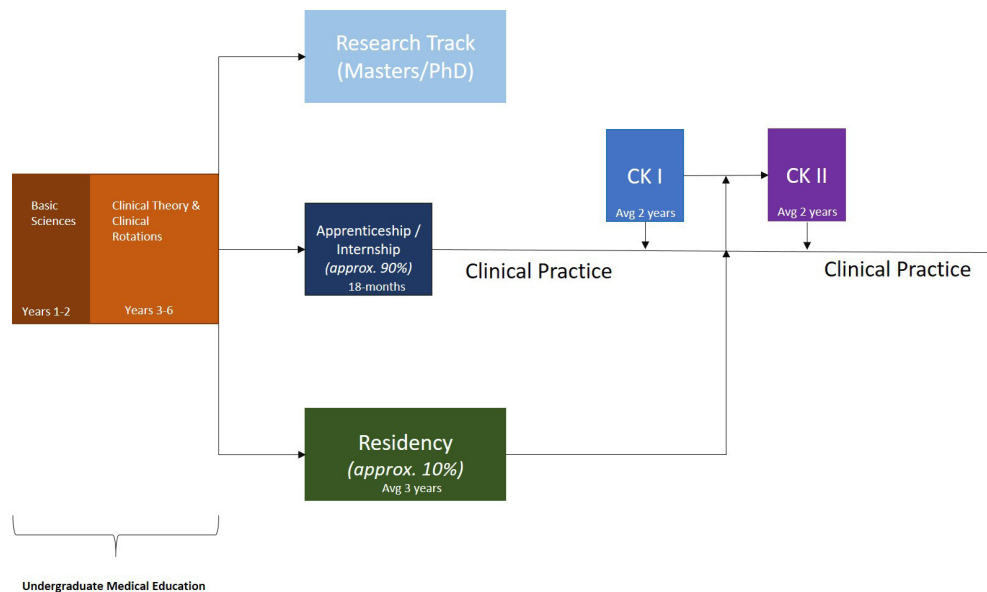 Research Track
(Masters/PhD)
CK I
Avg 2 years
CK II
Avg 2 years
Basic
Sciences
Years 1-2
Clinical Theory &
Clinical
Rotations
Years 3-6
Apprenticeship /
Internship
(approx. 90%)
18-months
Clinical Practice
Clinical Practice
Residency
(approx. 10%)
Avg 3 years
Undergraduate Medical Education